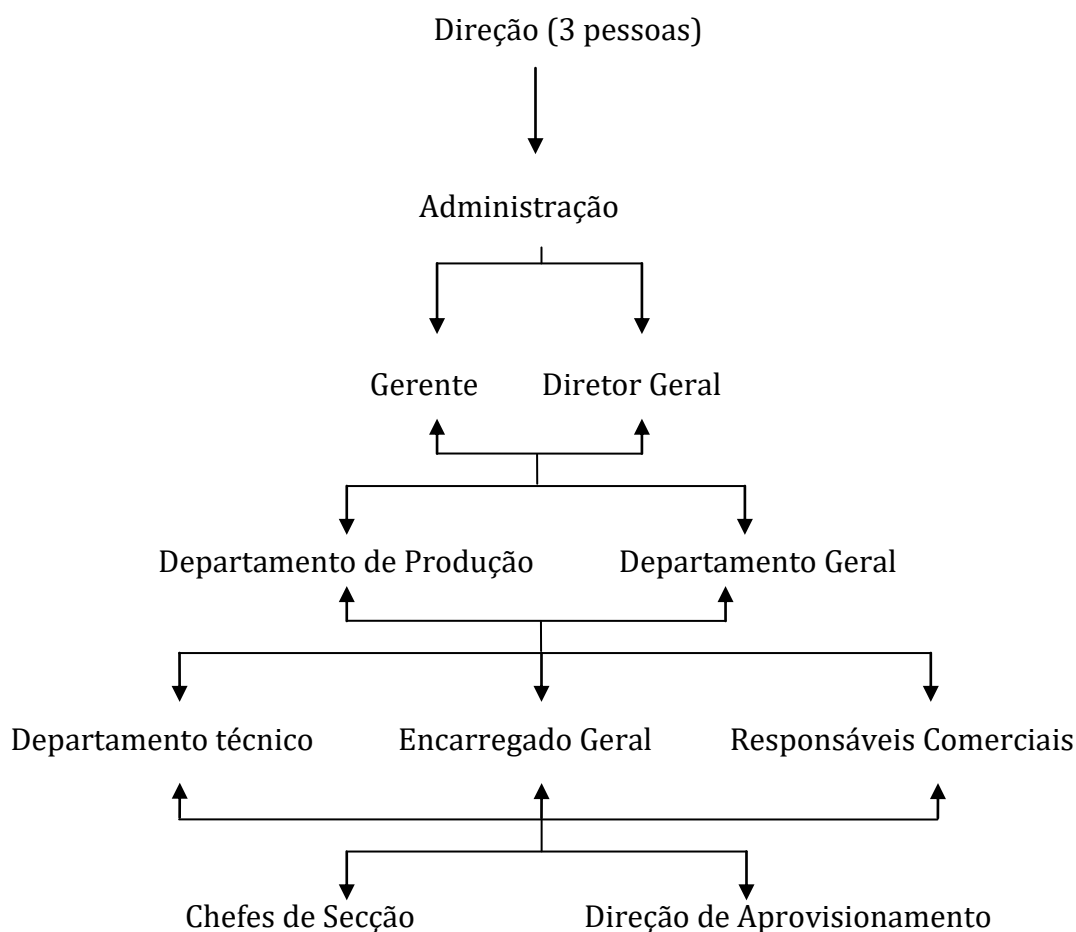 Direção (3 pessoas)
Administração
Gerente Diretor Geral
Departamento de Produção Departamento Geral
Departamento técnico Encarregado Geral Responsáveis Comerciais
Chefes de Secção Direção de Aprovisionamento